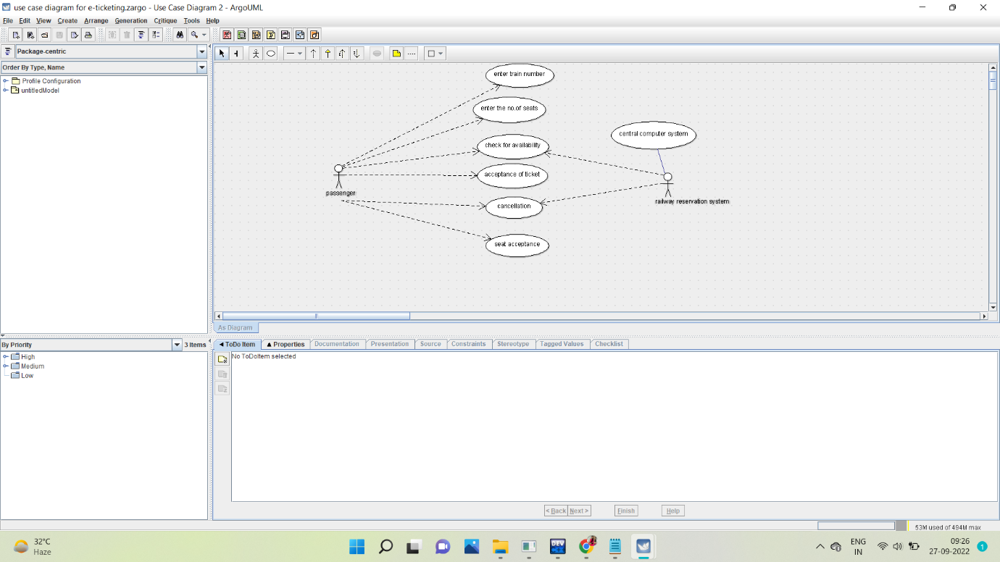 use case diagram for e-ticketing.zargo - Use Case Diagram 2 - ArgoUML
File Edit View Create Arrange Generation Critique Tools Help
Package-centric
Order By Type, Name
Profile Configuration
untitledModel
enter train number
enter the no.of seats
check for availability
central computer system
acceptance of ticket
passenger
railway reservation system
cancellation
seat acceptance
As Diagram
By Priority
3 Items
High
Medium
Low
ToDo Item
Properties
Documentation
Presentation
Source
Constraints
Stereotype
Tagged Values
Checklist
No ToDoItem selected
< Back
Next >
Finish
Help
53M used of 494M max
32°C
Haze
DEV
ENG
IN
09:26
27-09-2022
1